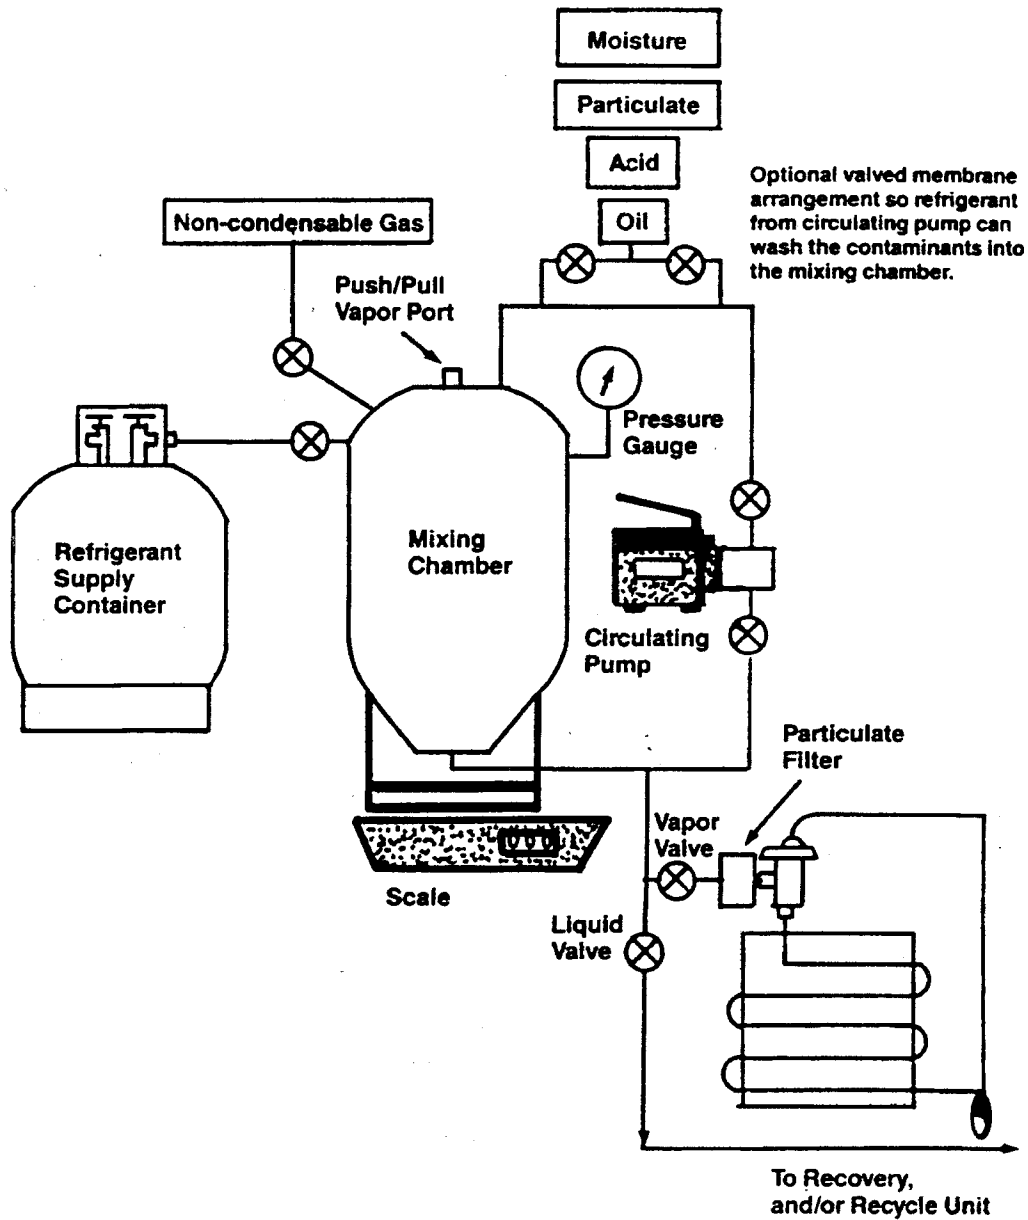 Moisture
Particulate
Acid
Oil
Optional valved membrane
arrangement so refrigerant
from circulating pump can
wash the contaminants into
the mixing chamber.
Non-condensable Gas
Push/Pull
Vapor Port
Pressure
Gauge
Mixing
Chamber
Refrigerant
Supply
Container
Circulating
Pump
Particulate
Filter
Vapor
Valve
000
Scale
Liquid
Valve
To Recovery,
and/or Recycle Unit